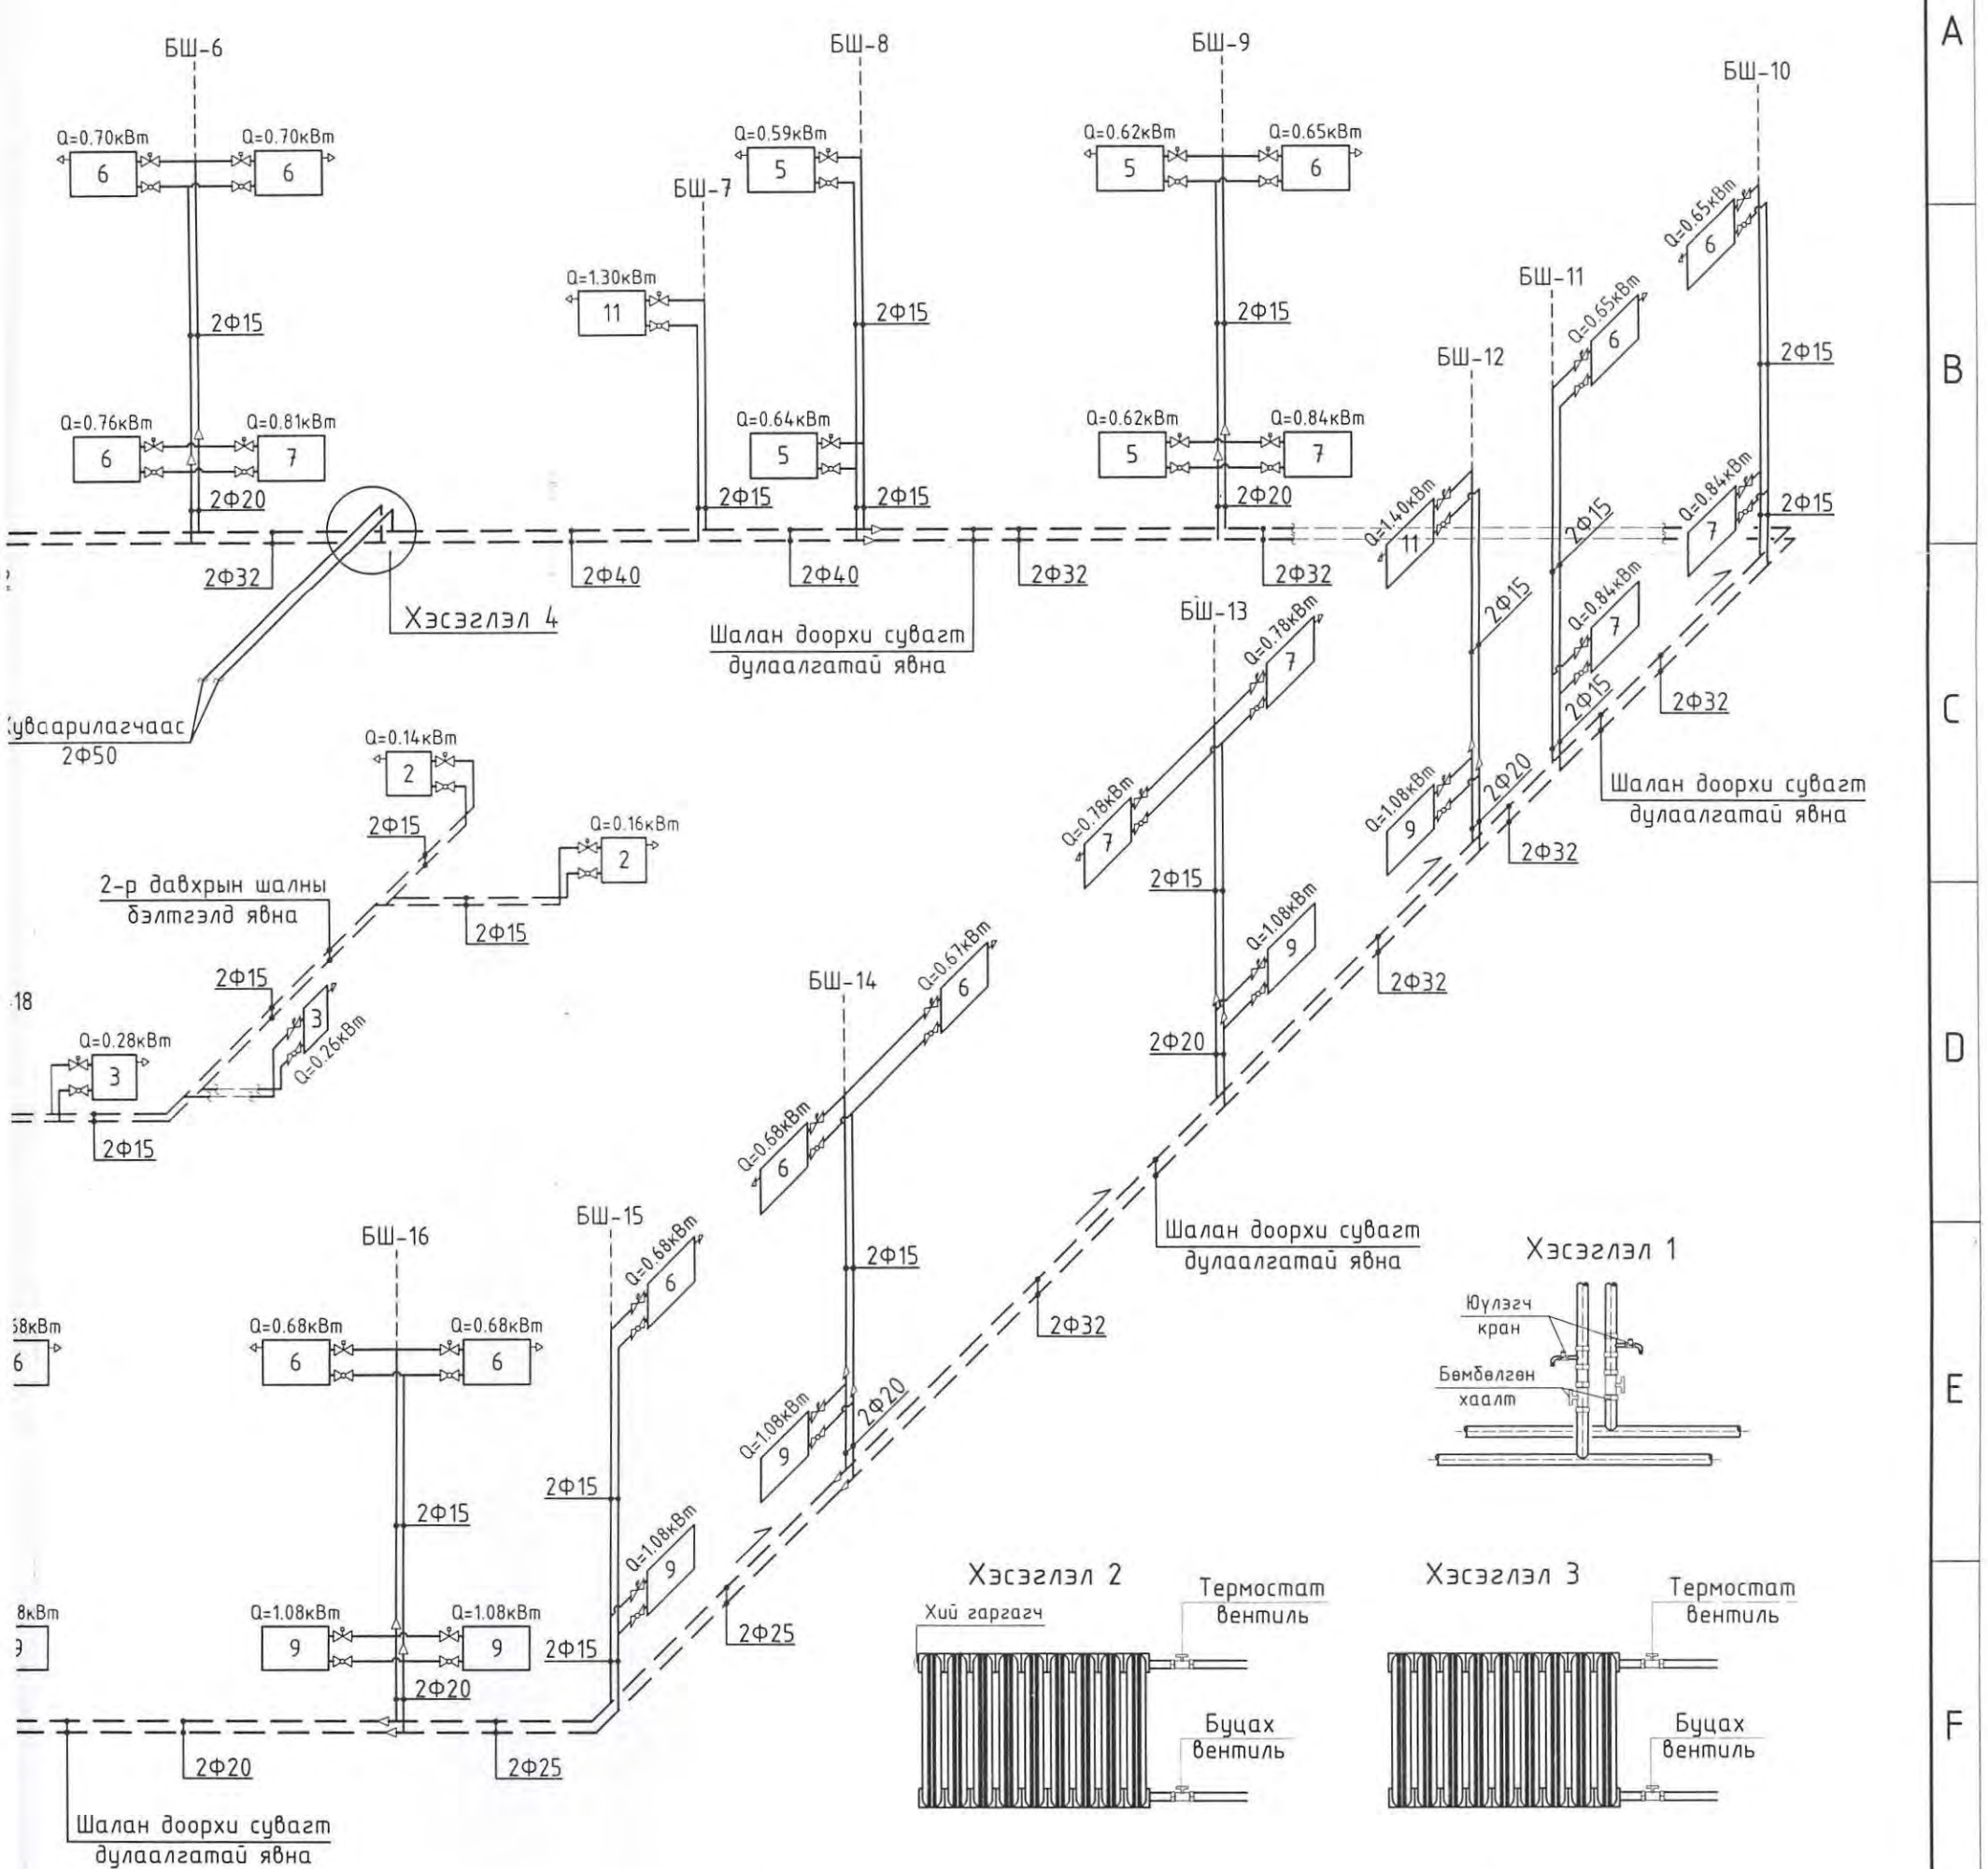 A
БШ-6
БШ-8
БШ-9
БШ-10
Q=0.70кВт
Q=0.70кВт
6
6
Q=0.59кВт
5
Q=0.62кВт
Q=0.65кВт
5
6
БШ-7
Q=0.65кВт
6
Q=1.30кВт
11
БШ-11
Q=0.65кВт
6
2Ф15
2Ф15
2Ф15
БШ-12
2Ф15
B
Q=0.76кВт
Q=0.81кВт
6
7
Q=0.64кВт
5
Q=0.62кВт
Q=0.84кВт
5
7
2Ф20
2Ф15
2Ф15
2Ф20
Q=1.40кВт
11
2Ф15
Q=0.84кВт
7
2Ф15
2Ф32
2Ф40
2Ф40
2Ф32
2Ф32
Хэсэглэл 4
Шалан доорхи сувагт
дулаалгатай явна
БШ-13
Q=0.78кВт
7
2Ф15
Q=0.84кВт
7
2Ф15
2Ф32
C
2Ф50
Q=0.14кВт
2
2Ф15
Q=0.16кВт
2
Q=0.78кВт
7
Q=1.08кВт
9
2Ф20
Шалан доорхи сувагт
дулаалгатай явна
2Ф32
2-р давхрын шалны
бэлтгэлд явна
2Ф15
2Ф15
2Ф15
Q=1.08кВт
9
2Ф32
18
Q=0.28кВт
3
3
Q=0.26кВт
2Ф15
БШ-14
Q=0.67кВт
6
2Ф20
D
Q=0.68кВт
6
БШ-16
БШ-15
Q=0.68кВт
6
2Ф15
Шалан доорхи сувагт
дулаалгатай явна
2Ф32
Хэсэглэл 1
Юүлэгч
кран
Бөмбөлгөн
хаалт
E
68кВт
6
Q=0.68кВт
Q=0.68кВт
6
6
Q=1.08кВт
9
2Ф20
2Ф15
2Ф15
Q=1.08кВт
9
8кВт
9
Q=1.08кВт
Q=1.08кВт
9
9
2Ф15
2Ф25
2Ф20
2Ф20
2Ф25
Шалан доорхи сувагт
дулаалгатай явна
Хэсэглэл 2
Хий гаргагч
Термостат
вентиль
Буцах
вентиль
Хэсэглэл 3
Термостат
вентиль
Буцах
вентиль
F